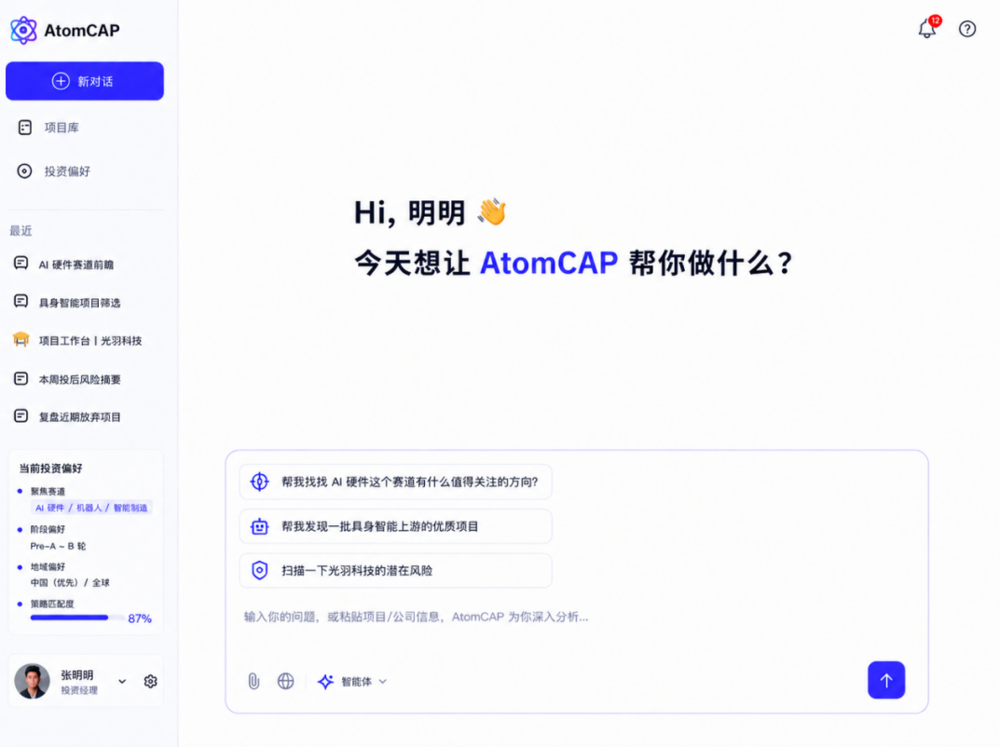 AtomCAP
新对话
项目库
投资偏好
最近
AI 硬件赛道前瞻
具身智能项目筛选
项目工作台丨光羽科技
本周投后风险摘要
复盘近期放弃项目
当前投资偏好
聚焦赛道
AI 硬件 / 机器人 / 智能制造
阶段偏好
Pre-A ~ B 轮
地域偏好
中国（优先）/ 全球
策略匹配度
87%
张明明
投资经理
12
Hi, 明明 👋
今天想让 AtomCAP 帮你做什么？
帮我找找 AI 硬件这个赛道有什么值得关注的方向?
帮我发现一批具身智能上游的优质项目
扫描一下光羽科技的潜在风险
输入你的问题，或粘贴项目/公司信息，AtomCAP 为你深入分析...
智能体